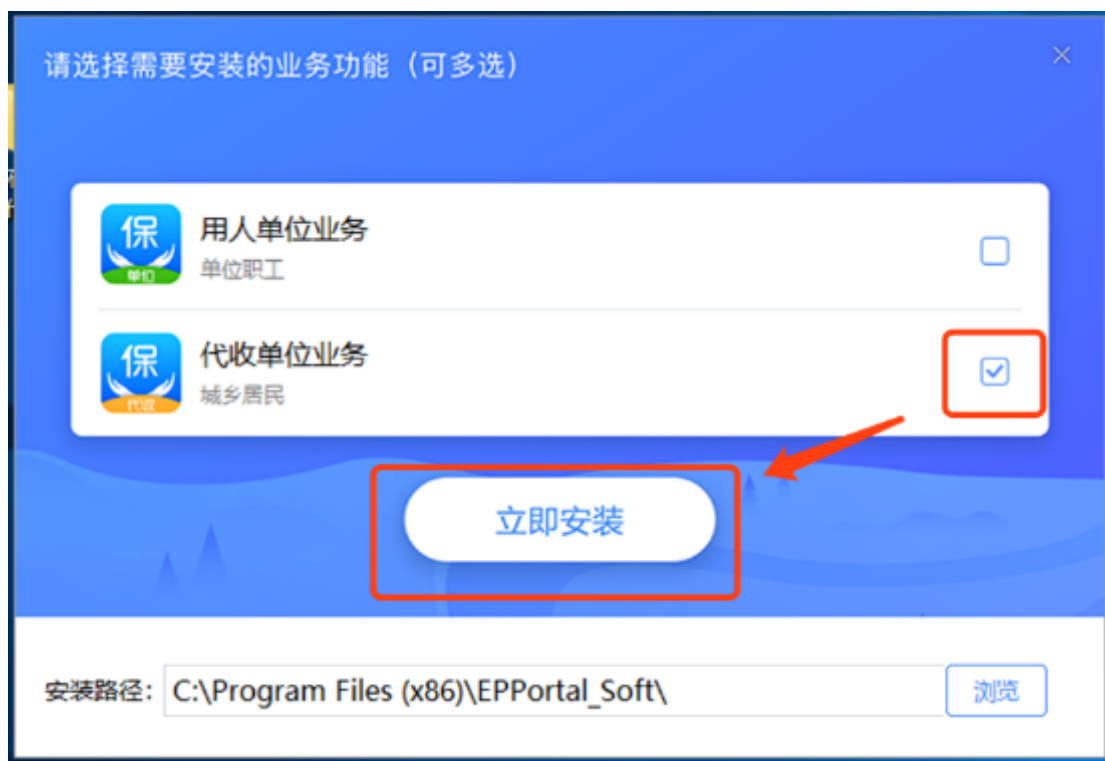 请选择需要安装的业务功能（可多选）
保
单位
用人单位业务
单位职工
保
代收
代收单位业务
城乡居民
立即安装
安装路径：
C:\Program Files (x86)\EPPortal_Soft\
浏览